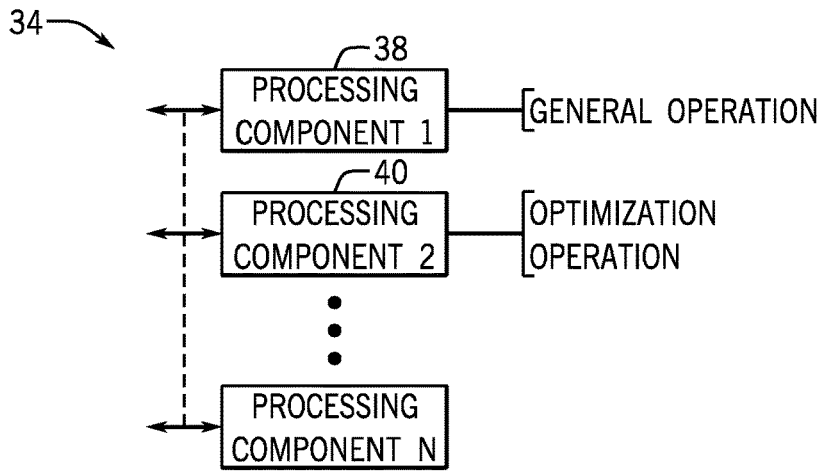 34
38
PROCESSING
COMPONENT 1
GENERAL OPERATION
40
PROCESSING
COMPONENT 2
OPTIMIZATION
OPERATION
PROCESSING
COMPONENT N